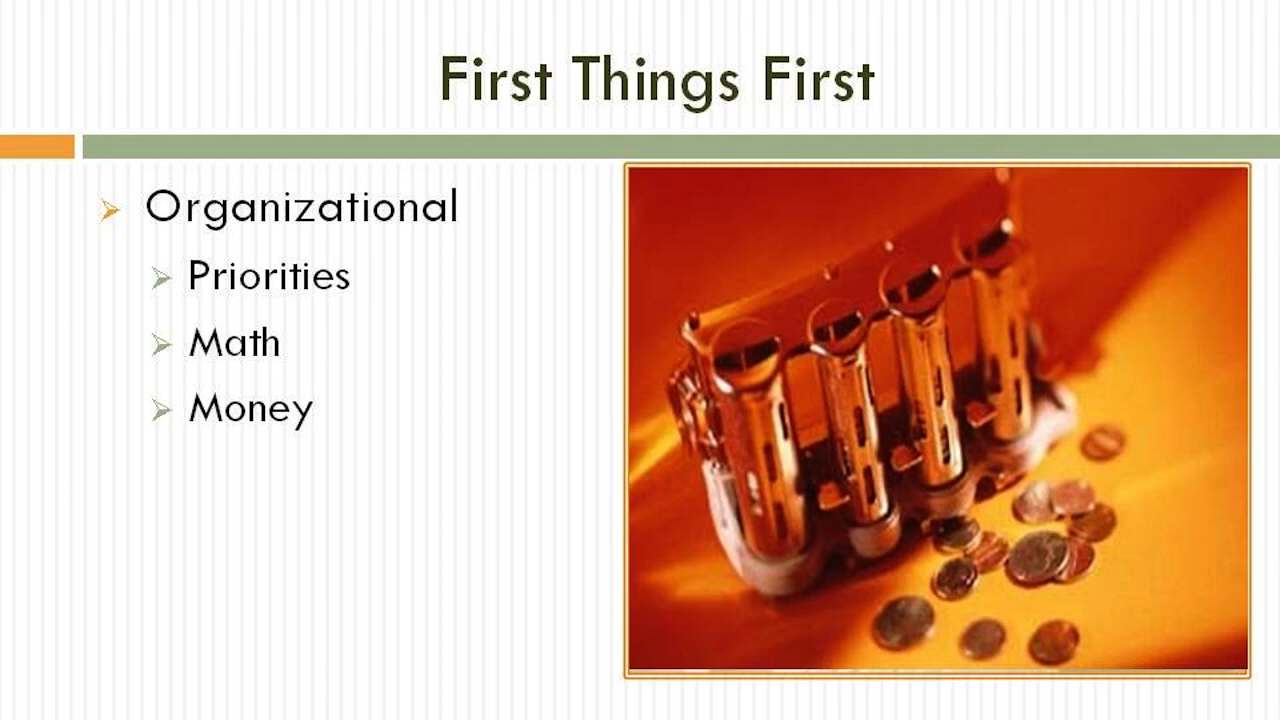 First Things First
Organizational
Priorities
Math
Money